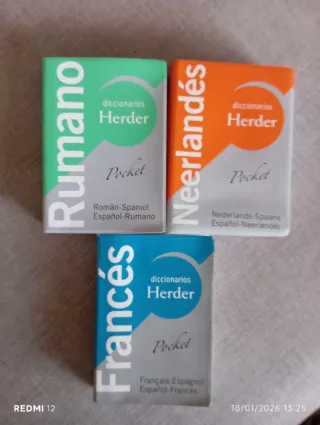 Rumano
diccionarios
Herder
Pocket
Român-Spaniol
Español-Rumano
Neerlandés
diccionarios
Herder
Pocket
Nederlands-Spaans
Español-Neerlandés
Francés
diccionarios
Herder
Pocket
Français-Espagnol
Español-Francés
REDMI 12
18/01/2026 13:25